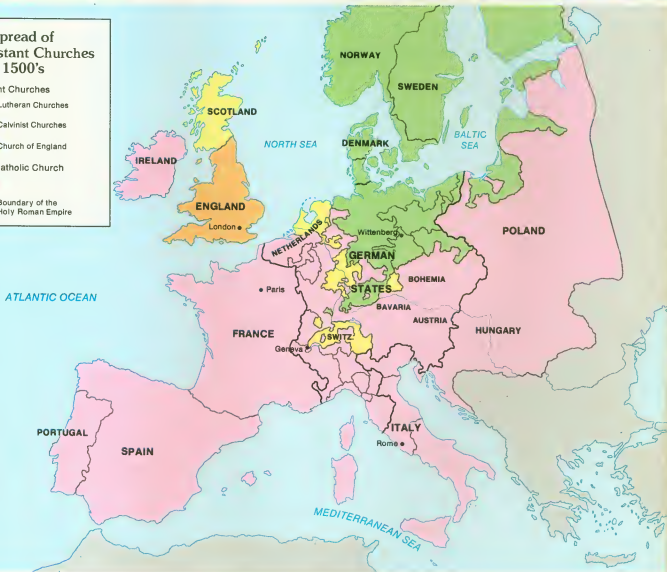 pread of
stant Churches
1500's
nt Churches
utheran Churches
Calvinist Churches
Church of England
atholic Church
Boundary of the
Holy Roman Empire
NORWAY
SWEDEN
SCOTLAND
NORTH SEA
BALTIC
SEA
DENMARK
IRELAND
ENGLAND
London
NETHERLANDS
Wittenberg
POLAND
GERMAN
STATES
BOHEMIA
ATLANTIC OCEAN
Paris
BAVARIA
AUSTRIA
FRANCE
HUNGARY
SWITZ.
Geneva
PORTUGAL
SPAIN
ITALY
Rome
MEDITERRANEAN SEA